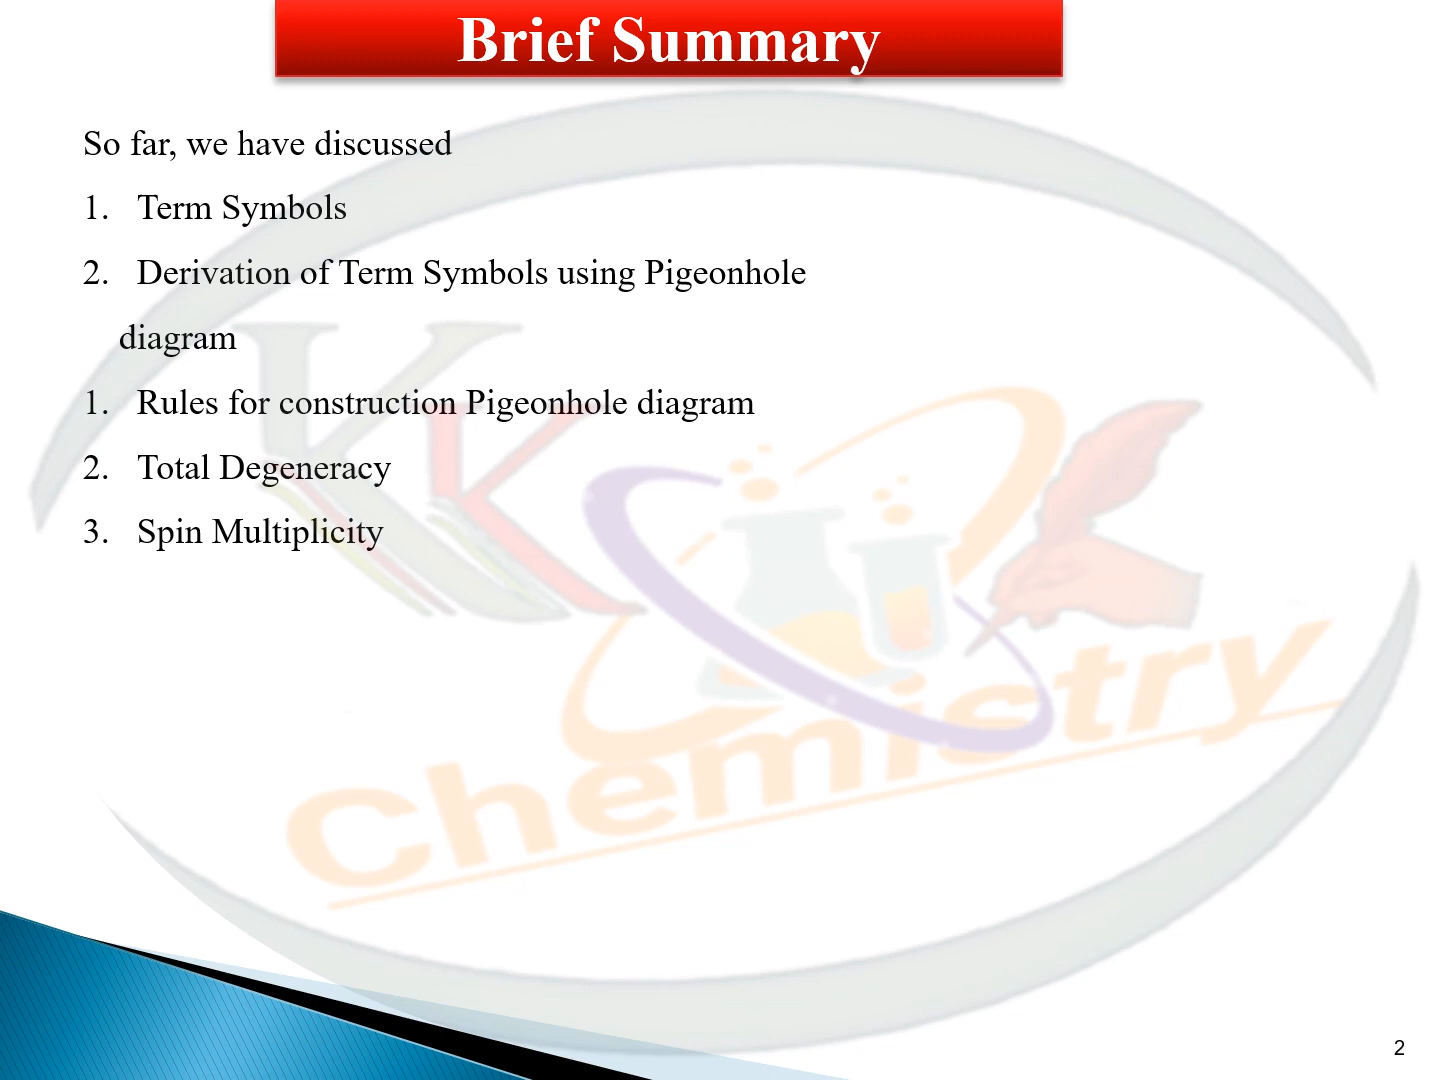 Brief Summary
So far, we have discussed
1. Term Symbols
2. Derivation of Term Symbols using Pigeonhole
diagram
1. Rules for construction Pigeonhole diagram
2. Total Degeneracy
3. Spin Multiplicity
KK
Chemistry
2